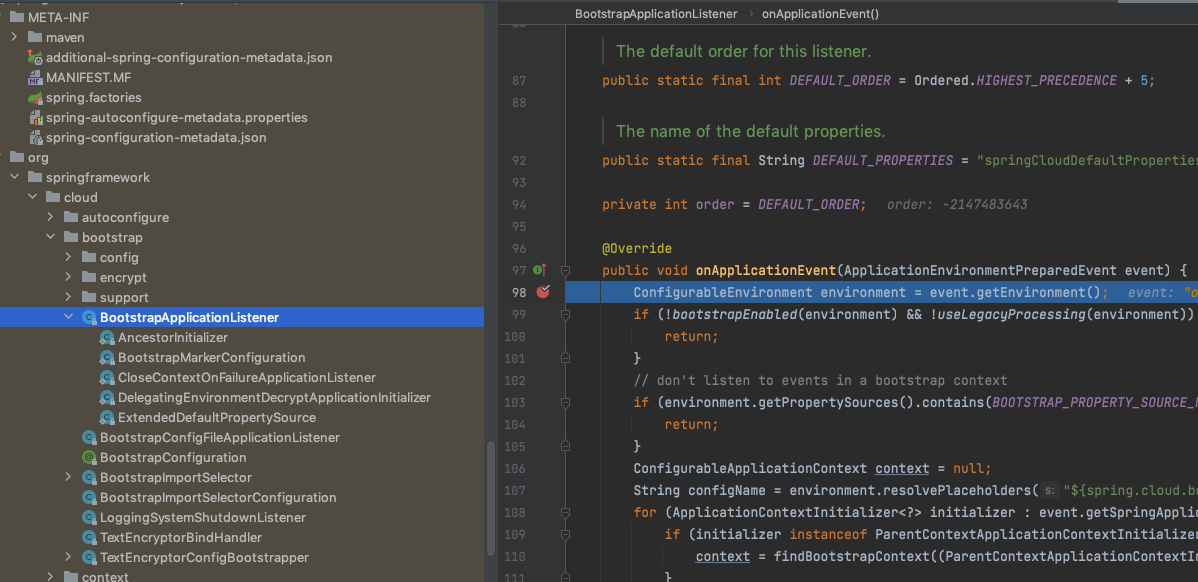 META-INF
maven
additional-spring-configuration-metadata.json
MANIFEST.MF
spring.factories
spring-autoconfigure-metadata.properties
spring-configuration-metadata.json
org
springframework
cloud
autoconfigure
bootstrap
config
encrypt
support
BootstrapApplicationListener
AncestorInitializer
BootstrapMarkerConfiguration
CloseContextOnFailureApplicationListener
DelegatingEnvironmentDecryptApplicationInitializer
ExtendedDefaultPropertySource
BootstrapConfigFileApplicationListener
BootstrapConfiguration
BootstrapImportSelector
BootstrapImportSelectorConfiguration
LoggingSystemShutdownListener
TextEncryptorBindHandler
TextEncryptorConfigBootstrapper
context
BootstrapApplicationListener > onApplicationEvent()
The default order for this listener.
87 public static final int DEFAULT_ORDER = Ordered.HIGHEST_PRECEDENCE + 5;
88
The name of the default properties.
92 public static final String DEFAULT_PROPERTIES = "springCloudDefaultProperties
93
94 private int order = DEFAULT_ORDER; order: -2147483643
95
96 @Override
97 public void onApplicationEvent(ApplicationEnvironmentPreparedEvent event) {
98 ConfigurableEnvironment environment = event.getEnvironment(); event: "o
99 if (!bootstrapEnabled(environment) && !useLegacyProcessing(environment))
100 return;
101 }
102 // don't listen to events in a bootstrap context
103 if (environment.getPropertySources().contains(BOOTSTRAP_PROPERTY_SOURCE_
104 return;
105 }
106 ConfigurableApplicationContext context = null;
107 String configName = environment.resolvePlaceholders( s: "${spring.cloud.bo
108 for (ApplicationContextInitializer<?> initializer : event.getSpringApplic
109 if (initializer instanceof ParentContextApplicationContextInitializer
110 context = findBootstrapContext((ParentContextApplicationContextIn
111 }